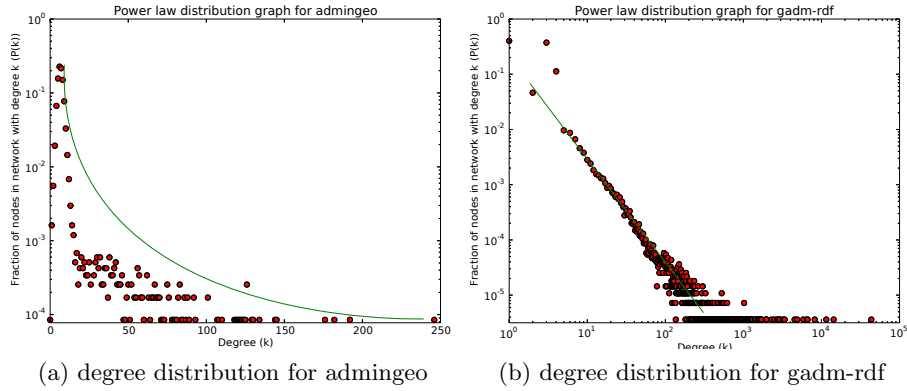 Power law distribution graph for admingeo
Fraction of nodes in network with degree k (P(k))
10^0
10^-1
10^-2
10^-3
10^-4
0 50 100 150 200 250
Degree (k)
(a) degree distribution for admingeo
Power law distribution graph for gadm-rdf
Fraction of nodes in network with degree k (P(k))
10^0
10^-1
10^-2
10^-3
10^-4
10^-5
10^0 10^1 10^2 10^3 10^4 10^5
Degree (k)
(b) degree distribution for gadm-rdf